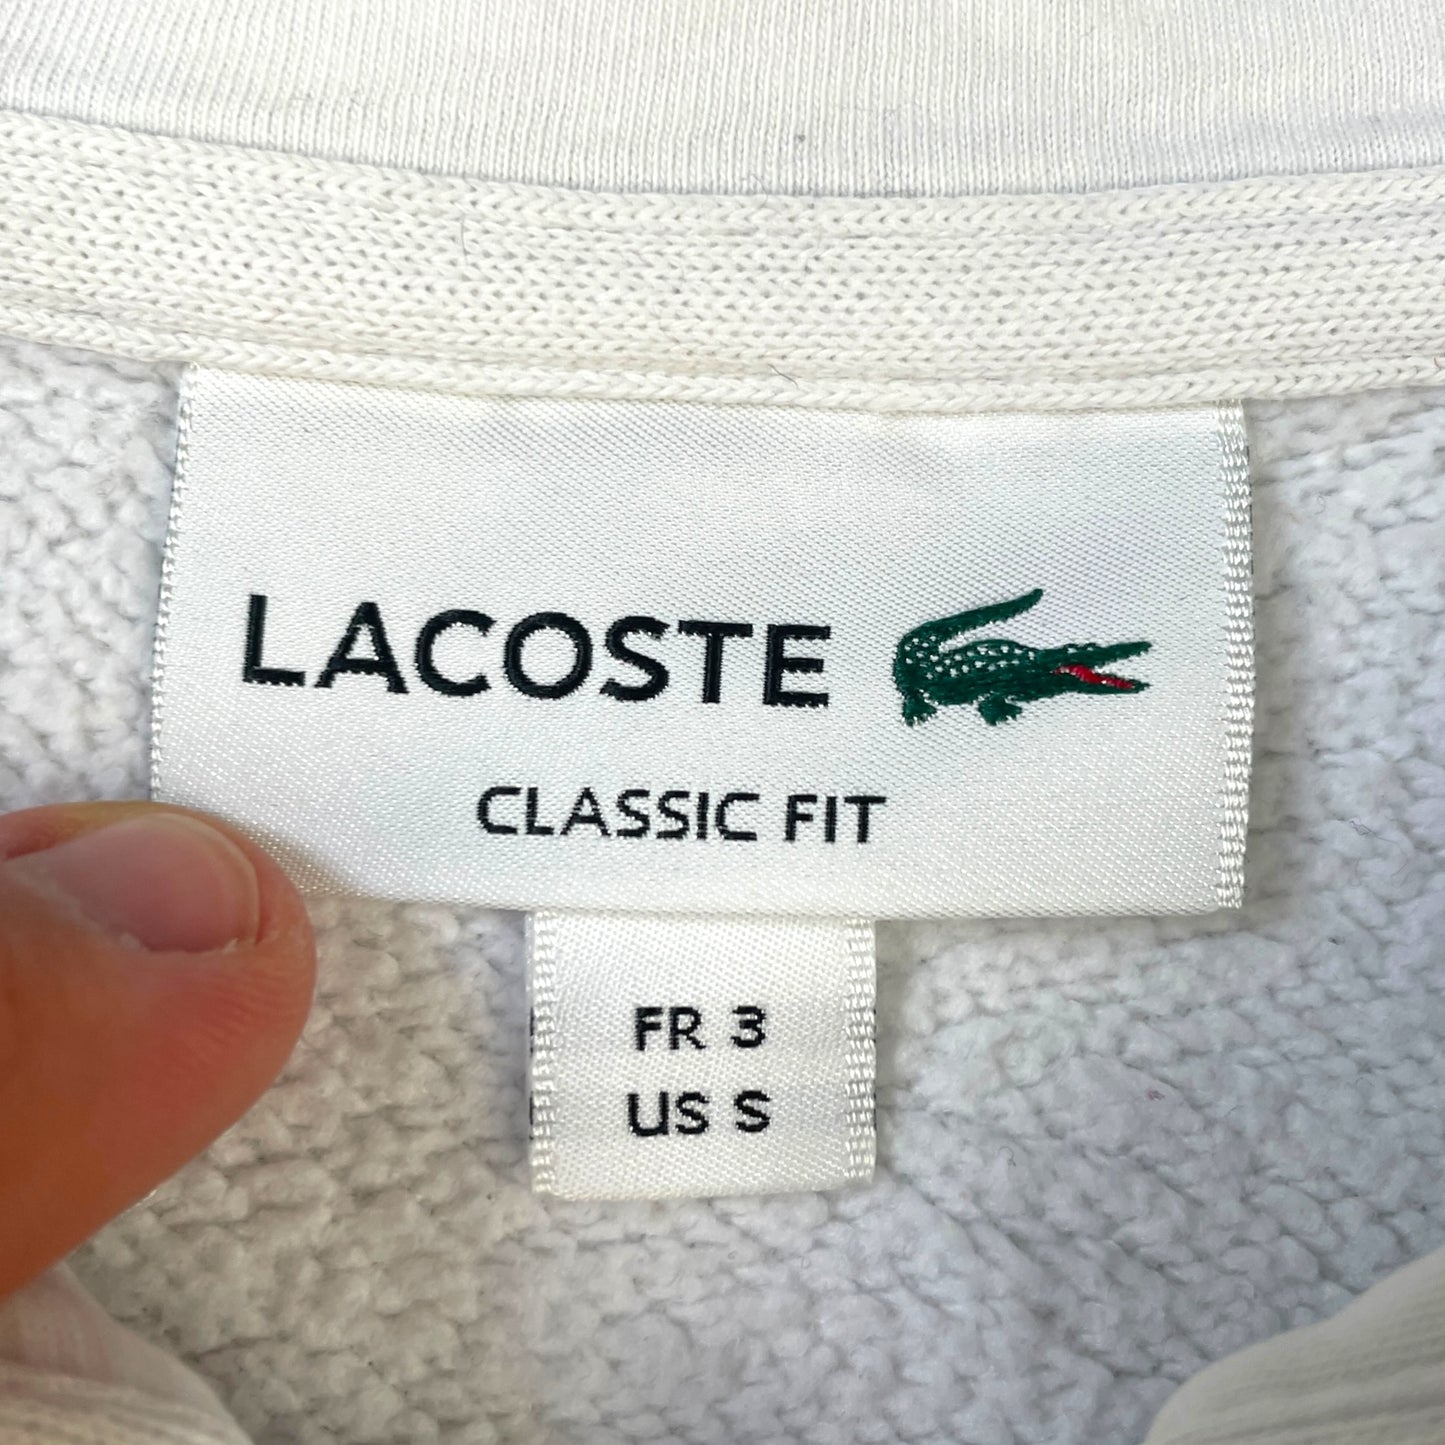 LACOSTE
CLASSIC FIT
FR 3
US S